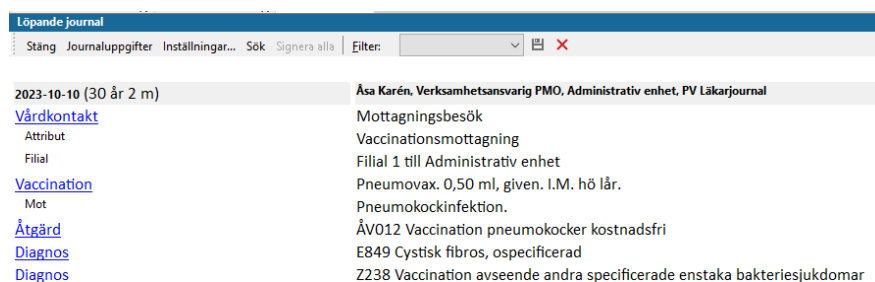 Löpande journal
Stäng Journaluppgifter Inställningar... Sök Signera alla Filter:
2023-10-10 (30 år 2 m) Åsa Karén, Verksamhetsansvarig PMO, Administrativ enhet, PV Läkarjournal
Vårdkontakt Mottagningsbesök
Attribut Vaccinationsmottagning
Filial Filial 1 till Administrativ enhet
Vaccination Pneumovax. 0,50 ml, given. I.M. hö lår.
Mot Pneumokockinfektion.
Åtgärd ÅV012 Vaccination pneumokocker kostnadsfri
Diagnos E849 Cystisk fibros, ospecificerad
Diagnos Z238 Vaccination avseende andra specificerade enstaka bakteriesjukdomar